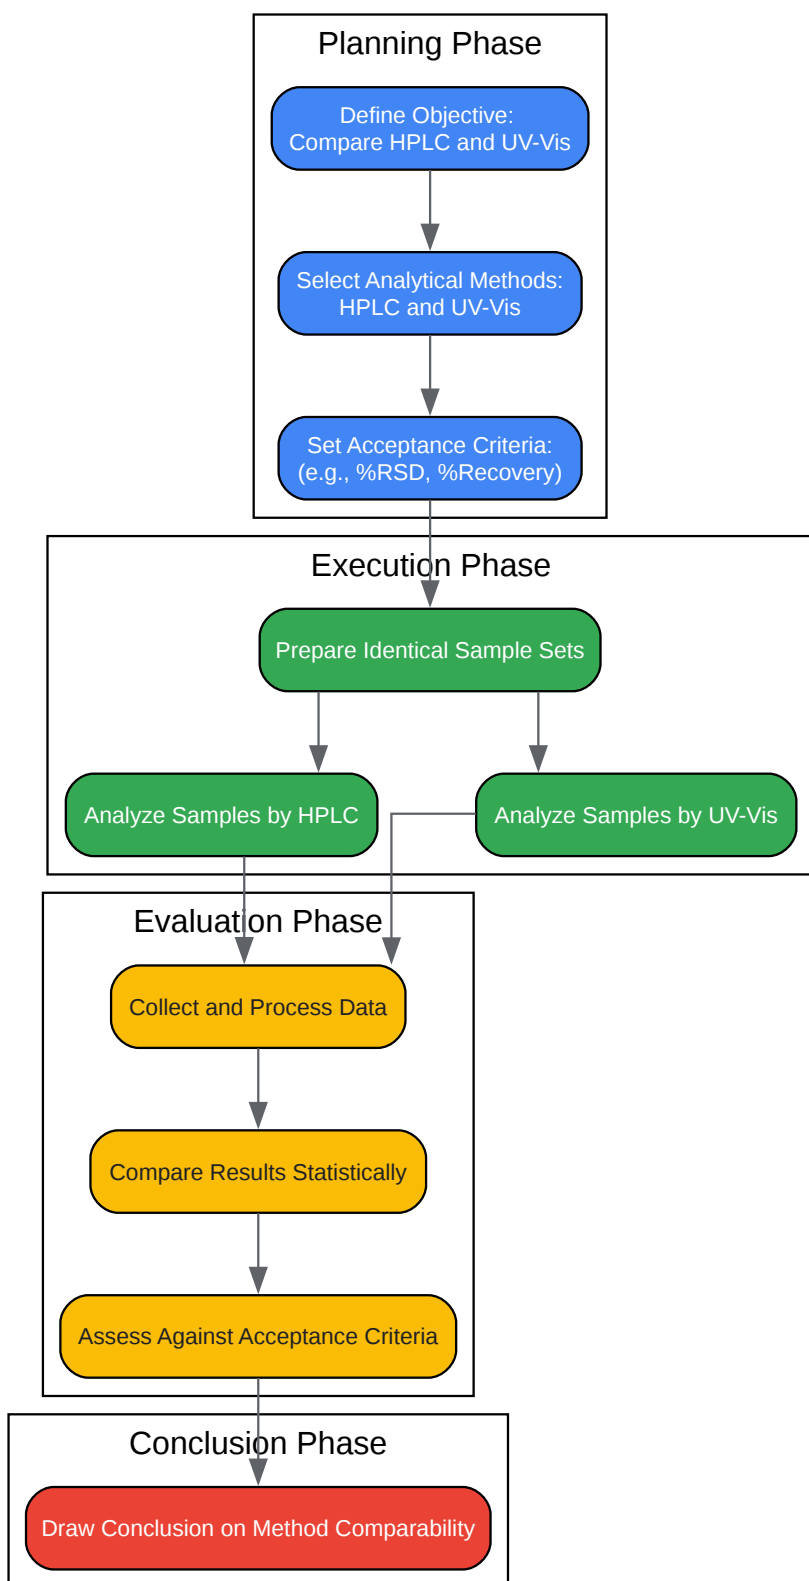 Planning Phase
Define Objective:
Compare HPLC and UV-Vis
Select Analytical Methods:
HPLC and UV-Vis
Set Acceptance Criteria:
(e.g., %RSD, %Recovery)
Execution Phase
Prepare Identical Sample Sets
Analyze Samples by HPLC
Analyze Samples by UV-Vis
Evaluation Phase
Collect and Process Data
Compare Results Statistically
Assess Against Acceptance Criteria
Conclusion Phase
Draw Conclusion on Method Comparability